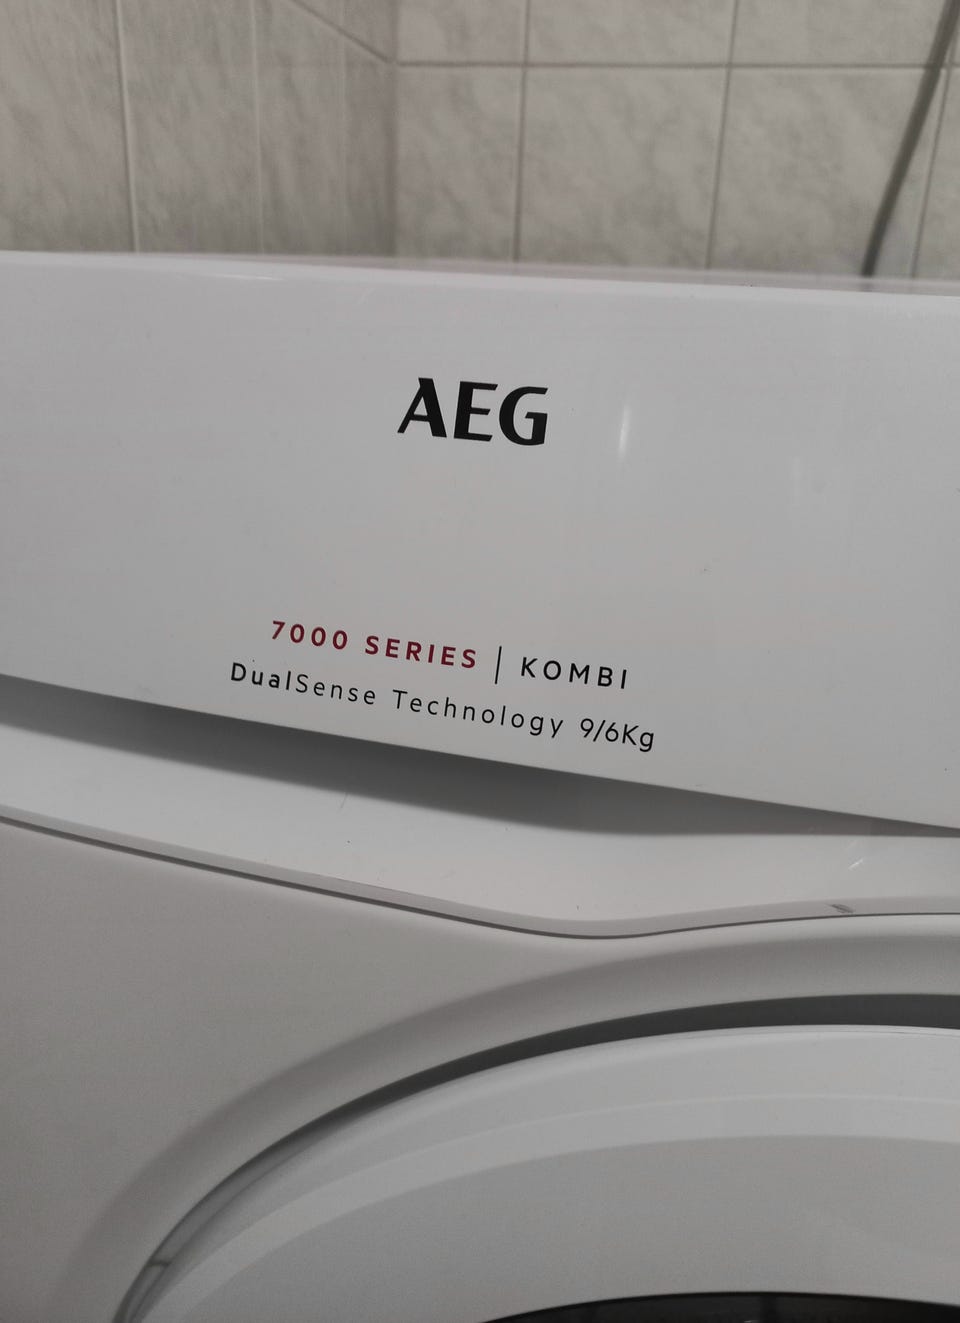 AEG
7000 SERIES | KOMBI
DualSense Technology 9/6Kg